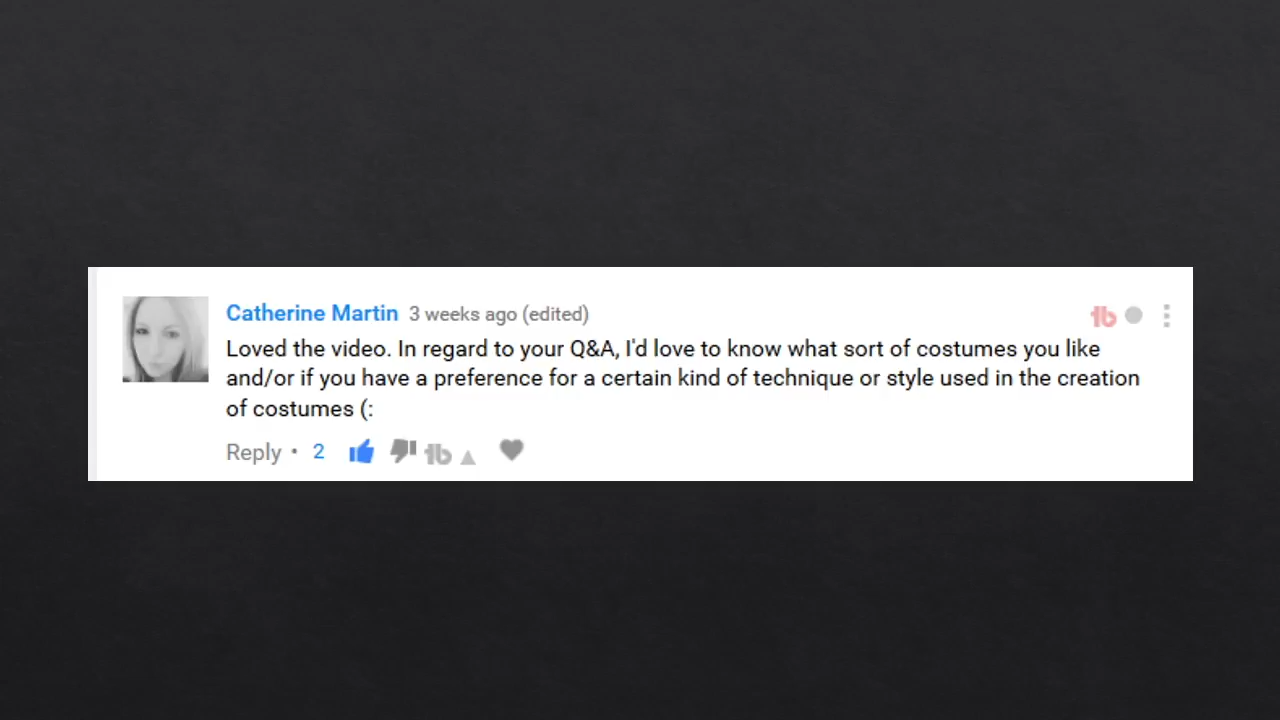 Catherine Martin 3 weeks ago (edited)
Loved the video. In regard to your Q&A, I'd love to know what sort of costumes you like
and/or if you have a preference for a certain kind of technique or style used in the creation
of costumes (:
Reply • 2